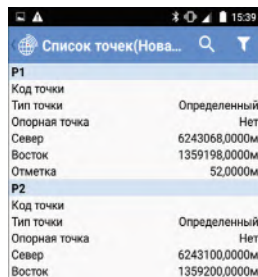 15:39
Список точек(Нова...
P1
Код точки
Тип точки Определенный
Опорная точка Нет
Север 6243068,0000м
Восток 1359198,0000м
Отметка 52,0000м
P2
Код точки
Тип точки Определенный
Опорная точка Нет
Север 6243100,0000м
Восток 1359200,0000м